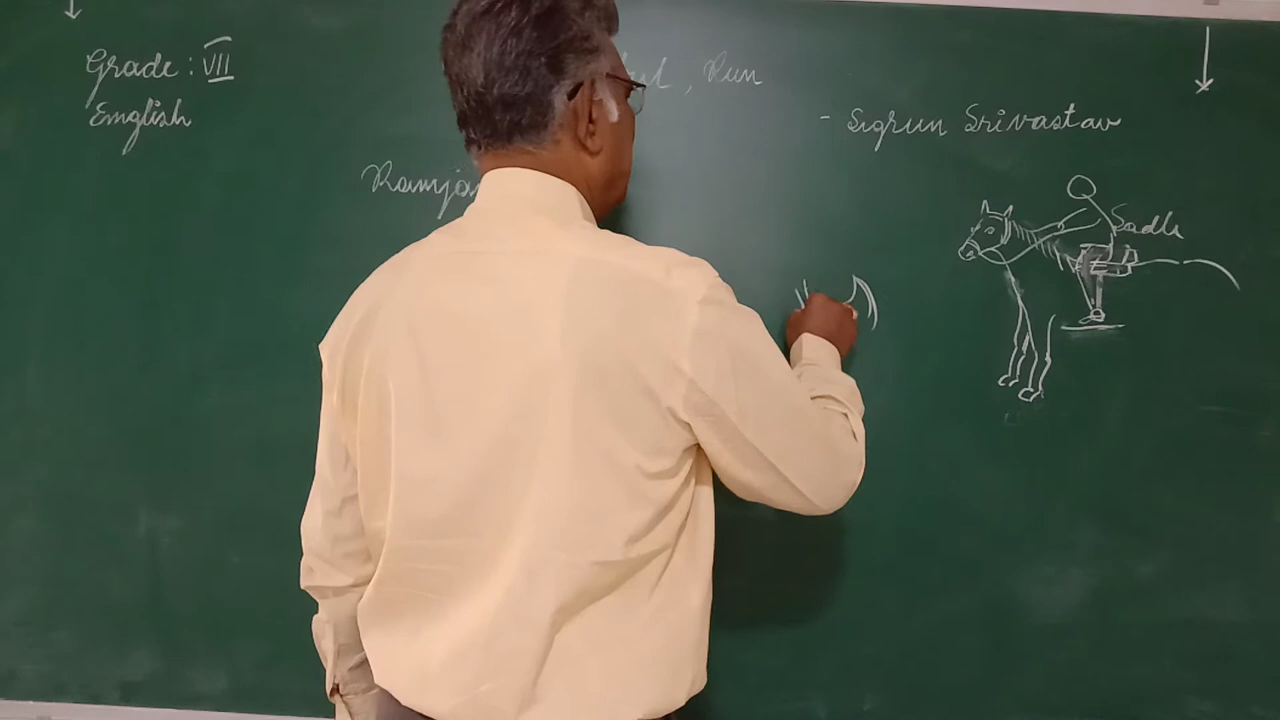 Grade : VII
English
, Run
- Sigrun Srivastav
Sadle